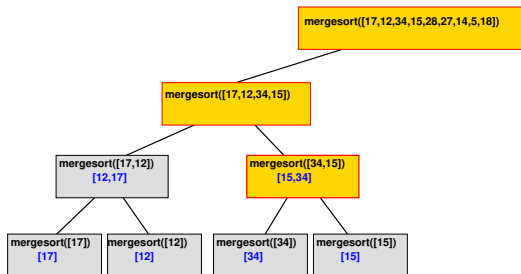 mergesort([17,12,34,15,28,27,14,5,18])
mergesort([17,12,34,15])
mergesort([17,12])
[12,17]
mergesort([34,15])
[15,34]
mergesort([17])
[17]
mergesort([12])
[12]
mergesort([34])
[34]
mergesort([15])
[15]